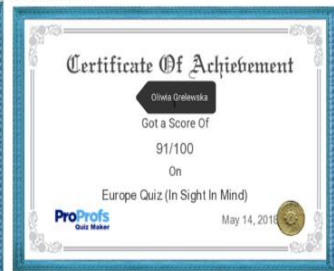 Certificate Of Achievement
Oliwia Grelewska
Got a Score Of
91/100
On
Europe Quiz (In Sight In Mind)
ProProfs
Quiz Maker
May 14, 2018